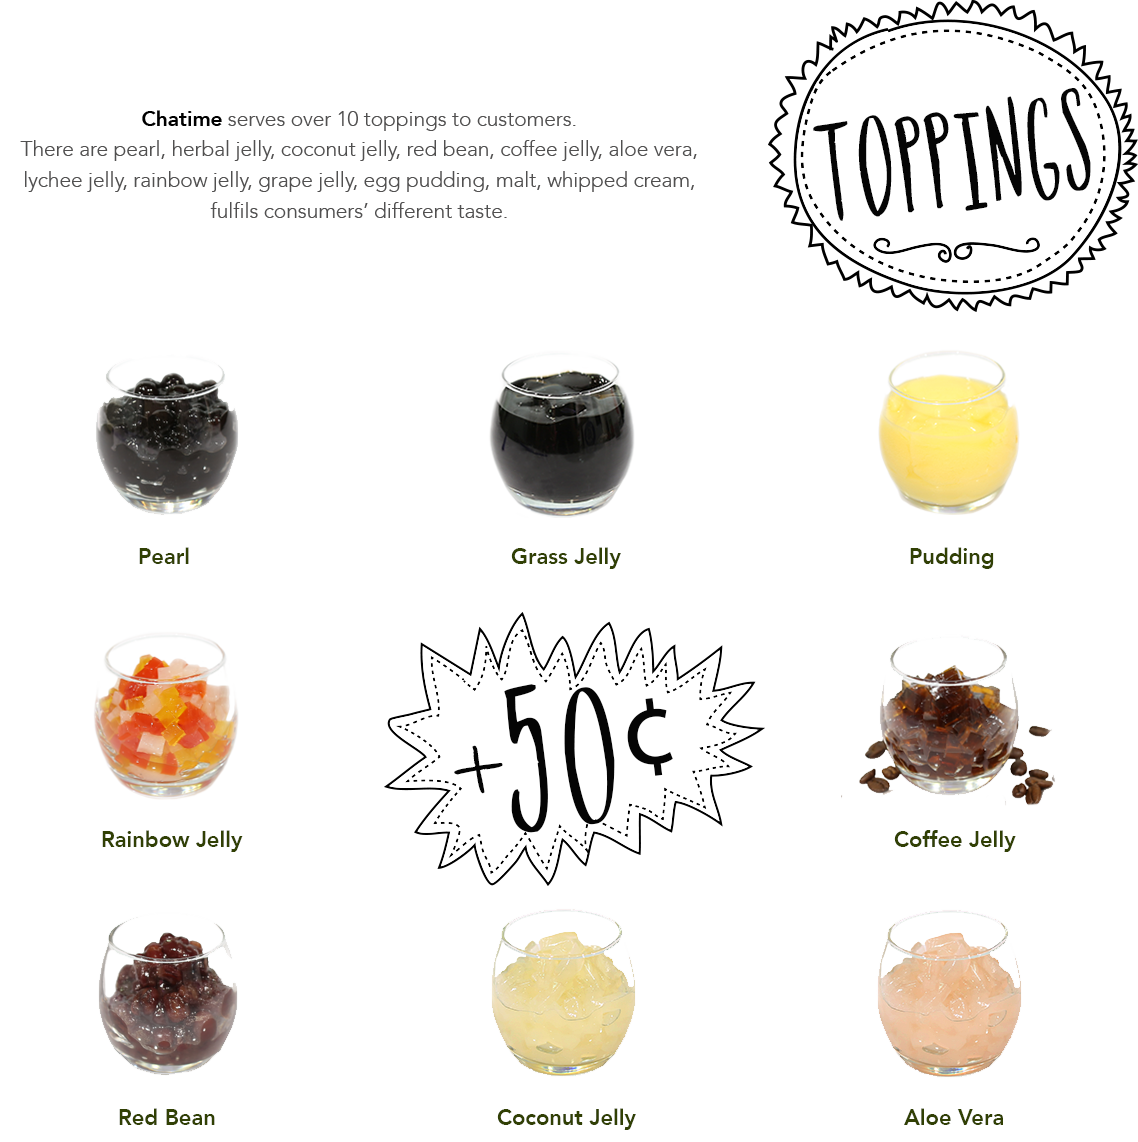 Chatime serves over 10 toppings to customers.
There are pearl, herbal jelly, coconut jelly, red bean, coffee jelly, aloe vera,
lychee jelly, rainbow jelly, grape jelly, egg pudding, malt, whipped cream,
fulfils consumers’ different taste.
TOPPINGS
Pearl
Grass Jelly
Pudding
+50¢
Rainbow Jelly
Coffee Jelly
Red Bean
Coconut Jelly
Aloe Vera